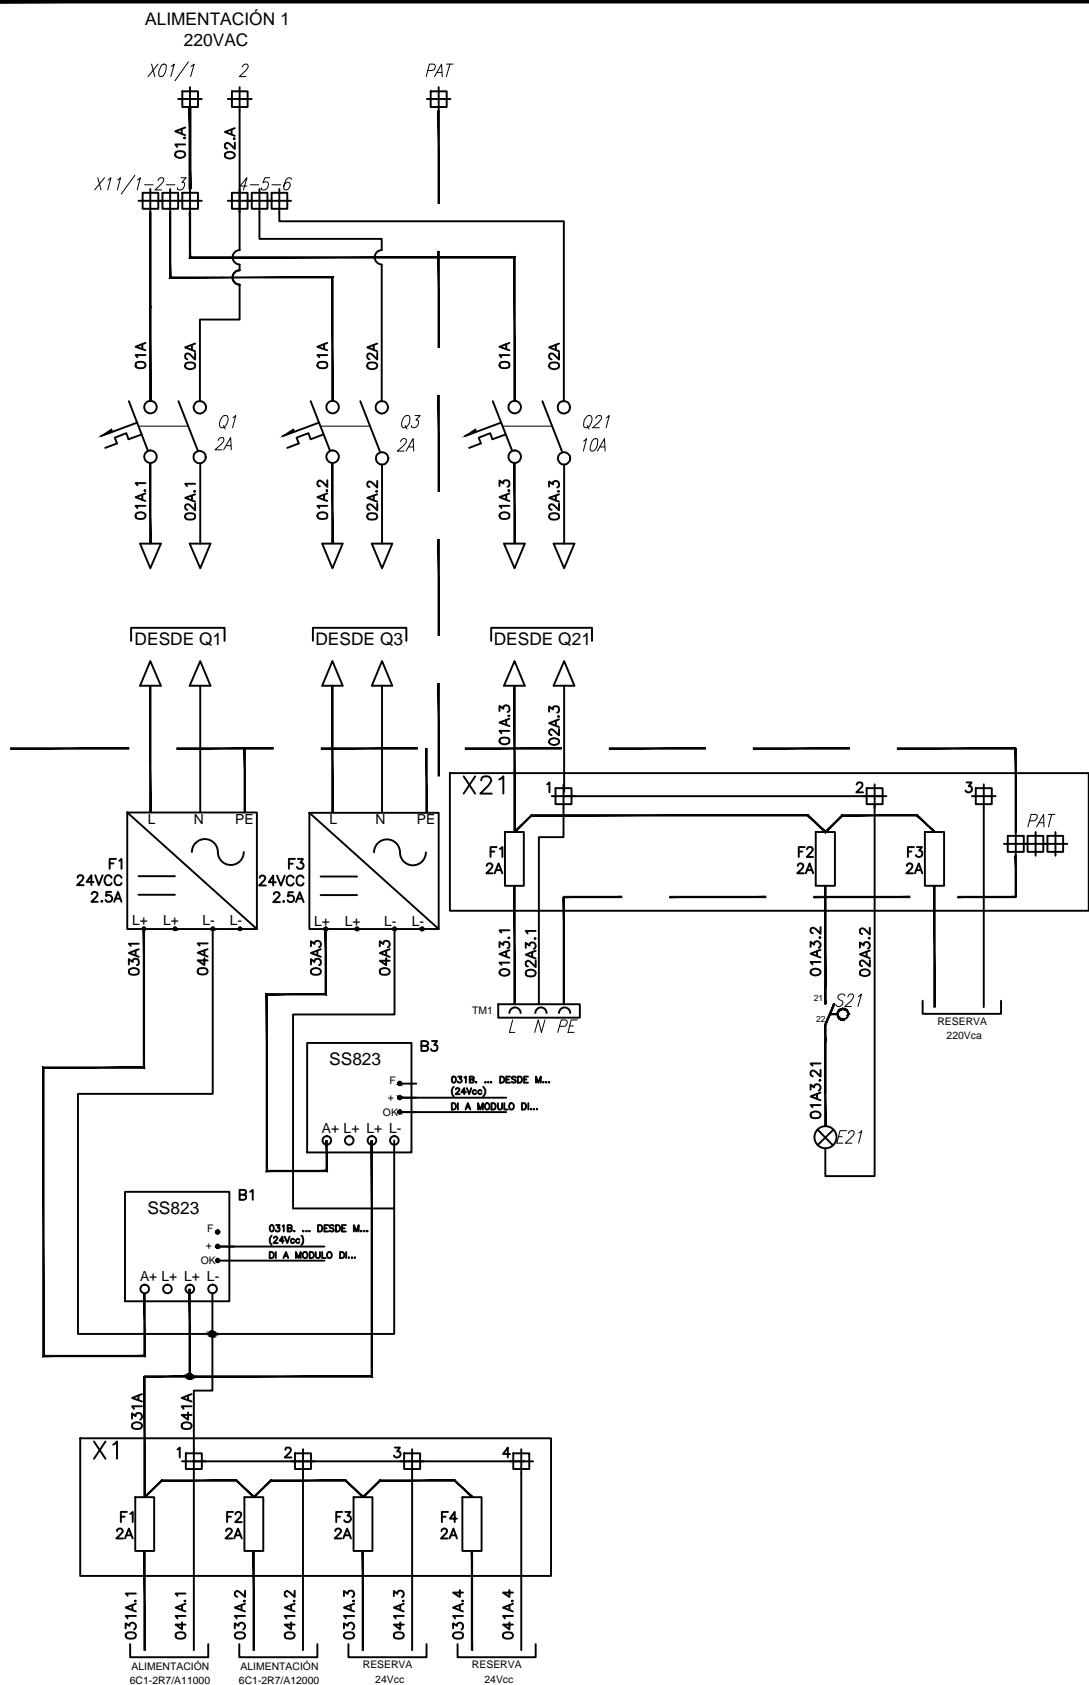 ALIMENTACIÓN 1
220VAC
X01/1
2
PAT
01.A
02.A
X11/1-2-3
4-5-6
01A
02A
01A
02A
01A
02A
Q1
2A
Q3
2A
Q21
10A
01A.1
02A.1
01A.2
02A.2
01A.3
02A.3
DESDE Q1
DESDE Q3
DESDE Q21
01A.3
02A.3
X21
1
2
3
PAT
L
N
PE
L
N
PE
F1
24VCC
2.5A
F3
24VCC
2.5A
F1
2A
F2
2A
F3
2A
L+
L+
L-
L-
L+
L+
L-
L-
03A1
04A1
03A3
04A3
01A3.1
02A3.1
01A3.2
02A3.2
TM1
L
N
PE
21
22
S21
RESERVA
220Vca
B3
SS823
F
+
OK
031B. ... DESDE M...
(24Vcc)
DI A MODULO DI...
A+
L+
L+
L-
01A3.21
E21
B1
SS823
F
+
OK
031B. ... DESDE M...
(24Vcc)
DI A MODULO DI...
A+
L+
L+
L-
031A
041A
X1
1
2
3
4
F1
2A
F2
2A
F3
2A
F4
2A
031A.1
041A.1
031A.2
041A.2
031A.3
041A.3
031A.4
041A.4
ALIMENTACIÓN
6C1-2R7/A11000
ALIMENTACIÓN
6C1-2R7/A12000
RESERVA
24Vcc
RESERVA
24Vcc